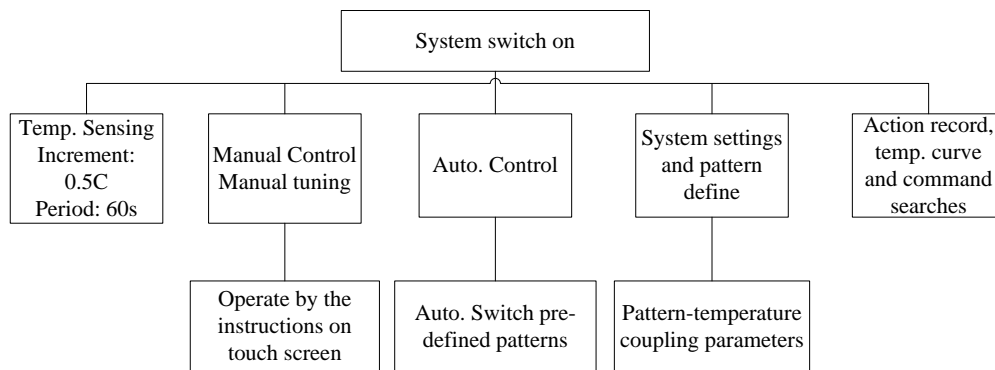 System switch on
Temp. Sensing
Increment:
0.5C
Period: 60s
Manual Control
Manual tuning
Auto. Control
System settings
and pattern
define
Action record,
temp. curve
and command
searches
Operate by the
instructions on
touch screen
Auto. Switch pre-
defined patterns
Pattern-temperature
coupling parameters